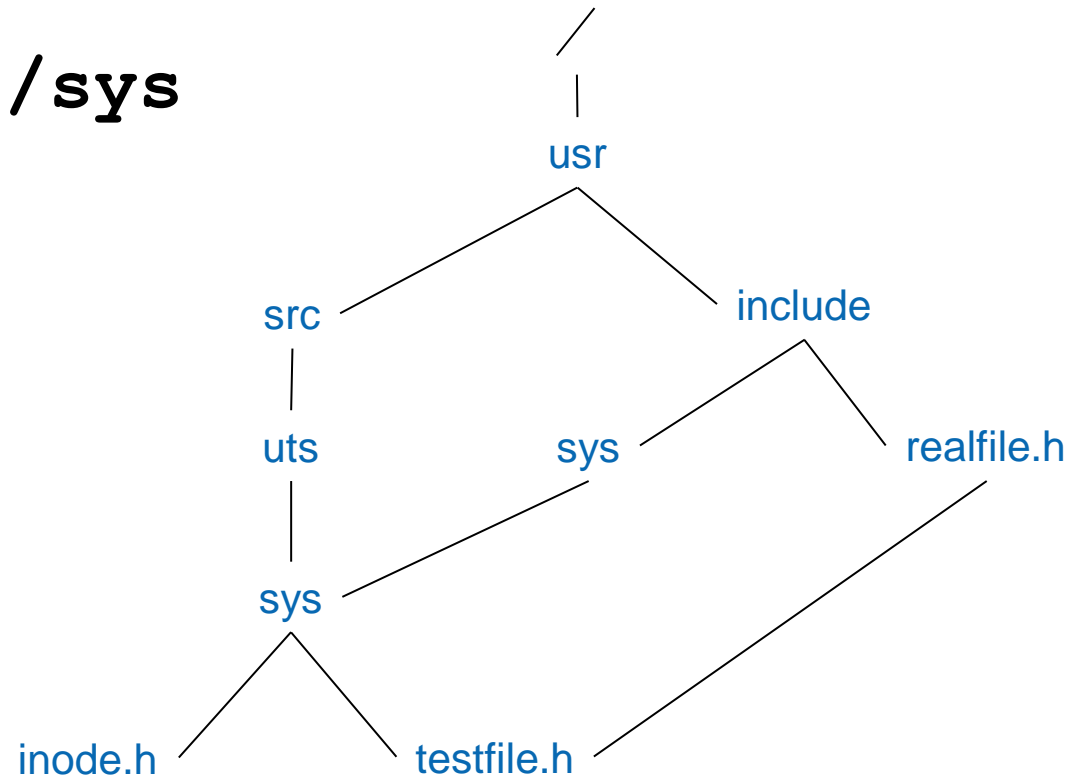 /sys
usr
src
include
uts
sys
realfile.h
sys
inode.h
testfile.h